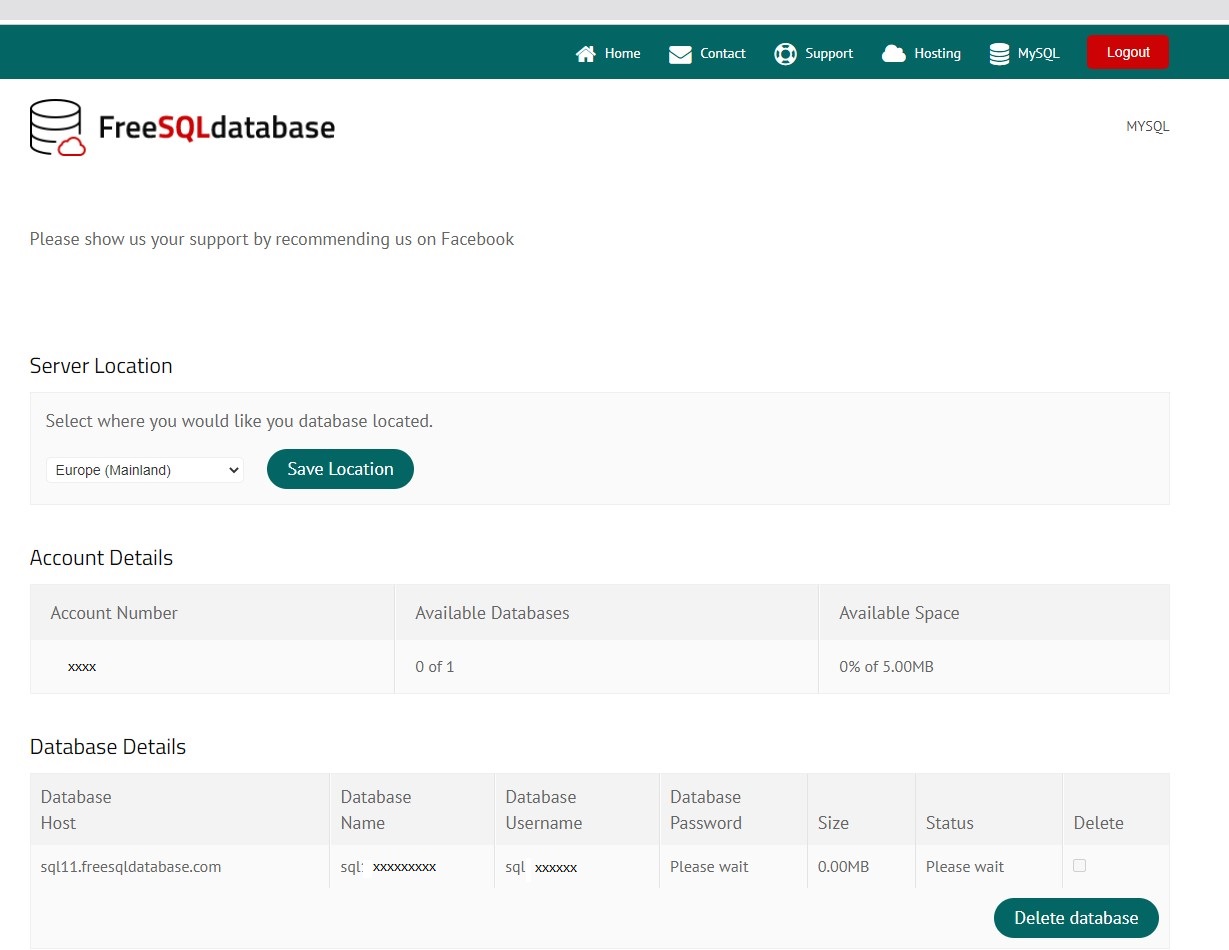 Home Contact Support Hosting MySQL Logout
FreeSQLdatabase
MYSQL
Please show us your support by recommending us on Facebook
Server Location
Select where you would like you database located.
Europe (Mainland) Save Location
Account Details
Account Number Available Databases Available Space
xxxx 0 of 1 0% of 5.00MB
Database Details
Database Database Database Database
Host Name Username Password Size Status Delete
sql11.freesqldatabase.com sql: xxxxxxxxx sql xxxxxx Please wait 0.00MB Please wait
Delete database